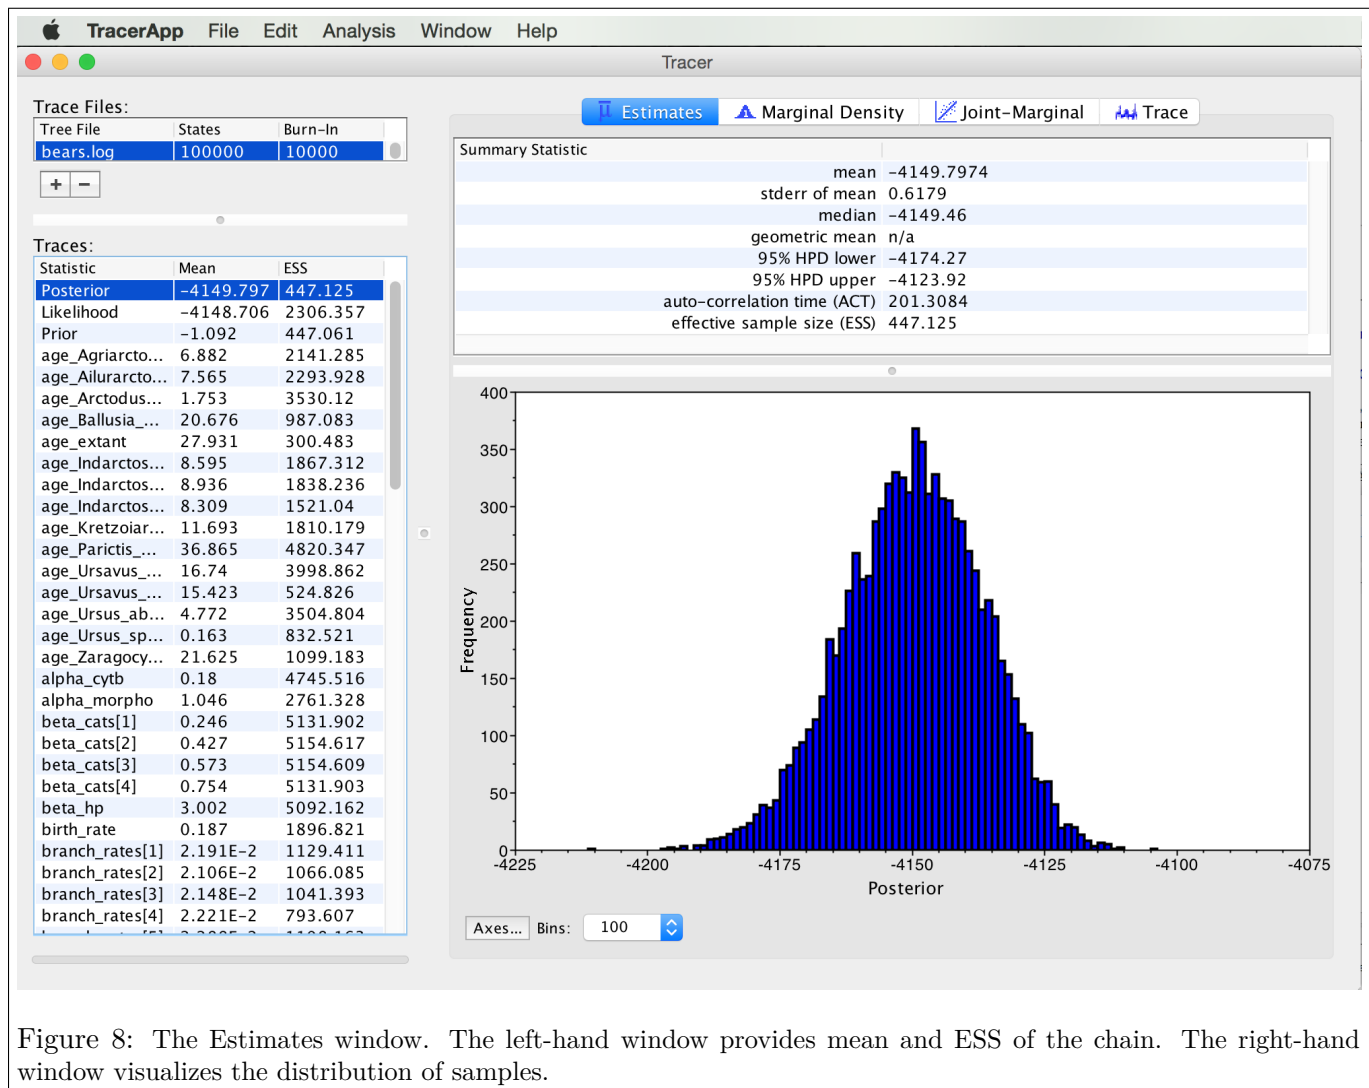 TracerApp File Edit Analysis Window Help
Tracer
Trace Files:
Tree File States Burn-In
bears.log 100000 10000
+ −
Traces:
Statistic Mean ESS
Posterior -4149.797 447.125
Likelihood -4148.706 2306.357
Prior -1.092 447.061
age_Agriarcto... 6.882 2141.285
age_Ailurarcto... 7.565 2293.928
age_Arctodus... 1.753 3530.12
age_Ballusia_... 20.676 987.083
age_extant 27.931 300.483
age_Indarctos... 8.595 1867.312
age_Indarctos... 8.936 1838.236
age_Indarctos... 8.309 1521.04
age_Kretzoiar... 11.693 1810.179
age_Parictis_... 36.865 4820.347
age_Ursavus_... 16.74 3998.862
age_Ursavus_... 15.423 524.826
age_Ursus_ab... 4.772 3504.804
age_Ursus_sp... 0.163 832.521
age_Zaragocy... 21.625 1099.183
alpha_cytb 0.18 4745.516
alpha_morpho 1.046 2761.328
beta_cats[1] 0.246 5131.902
beta_cats[2] 0.427 5154.617
beta_cats[3] 0.573 5154.609
beta_cats[4] 0.754 5131.903
beta_hp 3.002 5092.162
birth_rate 0.187 1896.821
branch_rates[1] 2.191E-2 1129.411
branch_rates[2] 2.106E-2 1066.085
branch_rates[3] 2.148E-2 1041.393
branch_rates[4] 2.221E-2 793.607
Estimates Marginal Density Joint-Marginal Trace
Summary Statistic
mean -4149.7974
stderr of mean 0.6179
median -4149.46
geometric mean n/a
95% HPD lower -4174.27
95% HPD upper -4123.92
auto-correlation time (ACT) 201.3084
effective sample size (ESS) 447.125
400
350
300
250
200
150
100
50
0
Frequency
-4225 -4200 -4175 -4150 -4125 -4100 -4075
Posterior
Axes... Bins: 100
Figure 8: The Estimates window. The left-hand window provides mean and ESS of the chain. The right-hand
window visualizes the distribution of samples.